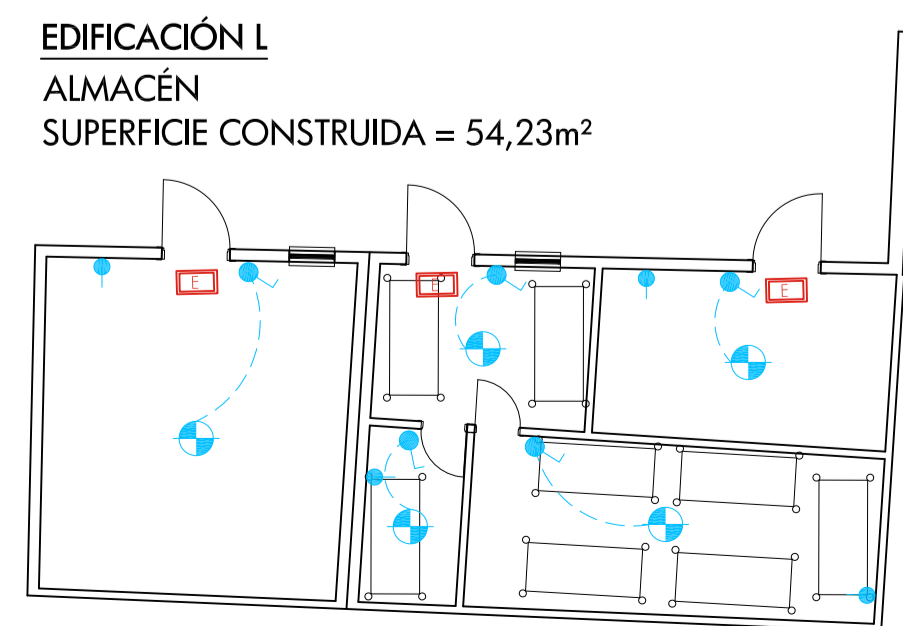 EDIFICACIÓN L
ALMACÉN
SUPERFICIE CONSTRUIDA = 54,23m²
E
E
E